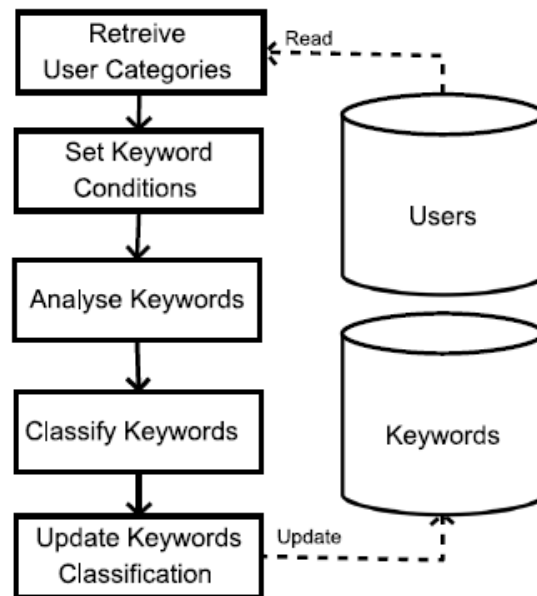 Retreive
User Categories
Read
Set Keyword
Conditions
Users
Analyse Keywords
Classify Keywords
Keywords
Update Keywords
Classification
Update